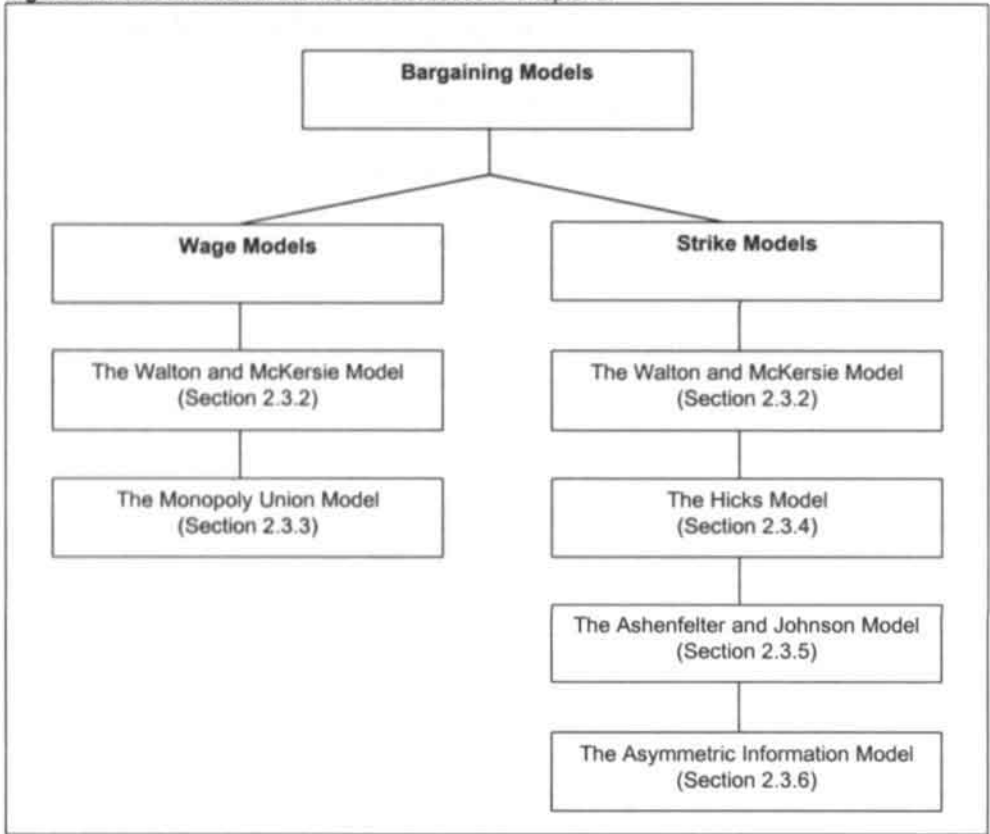 Bargaining Models
Wage Models
Strike Models
The Walton and McKersie Model
(Section 2.3.2)
The Walton and McKersie Model
(Section 2.3.2)
The Monopoly Union Model
(Section 2.3.3)
The Hicks Model
(Section 2.3.4)
The Ashenfelter and Johnson Model
(Section 2.3.5)
The Asymmetric Information Model
(Section 2.3.6)